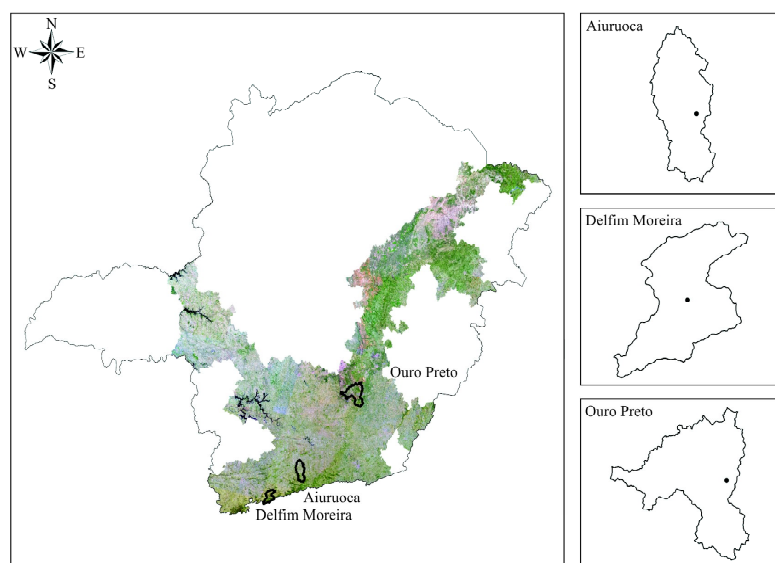 N
W E
S
Ouro Preto
Aiuruoca
Delfim Moreira
Aiuruoca
Delfim Moreira
Ouro Preto